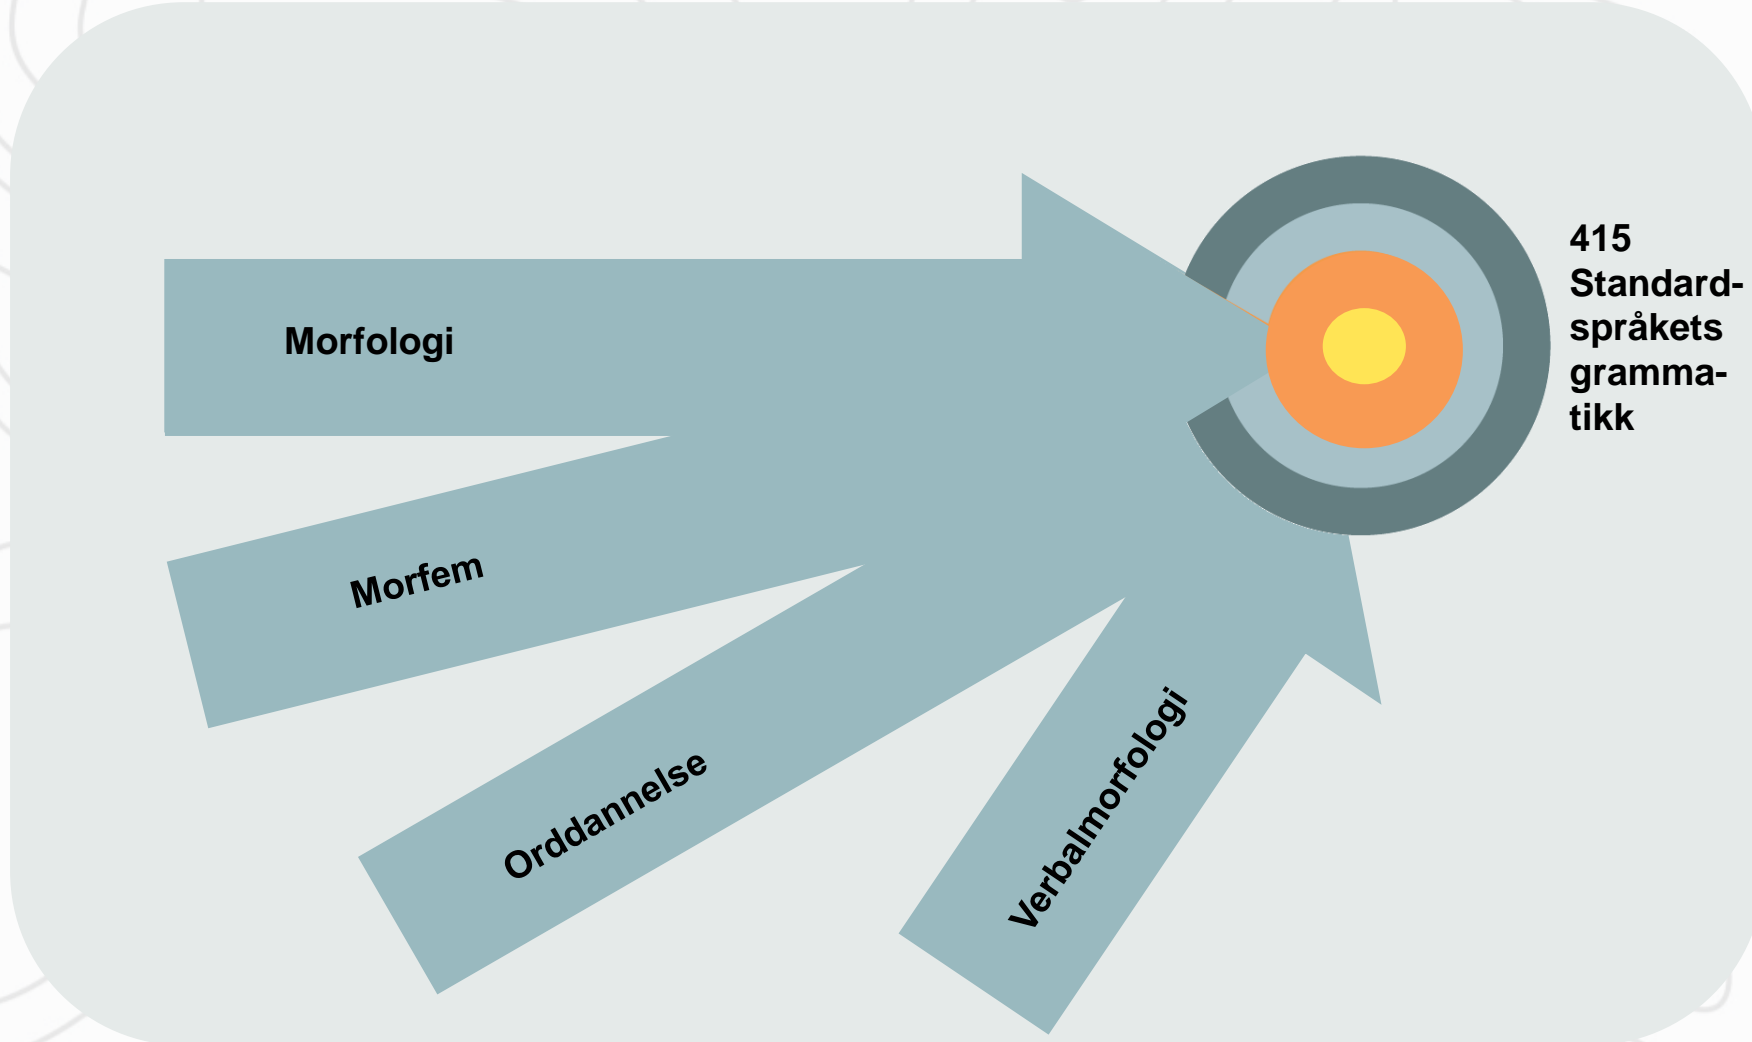 Morfologi
Morfem
Orddannelse
Verbalmorfologi
415
Standard-
språkets
gramma-
tikk